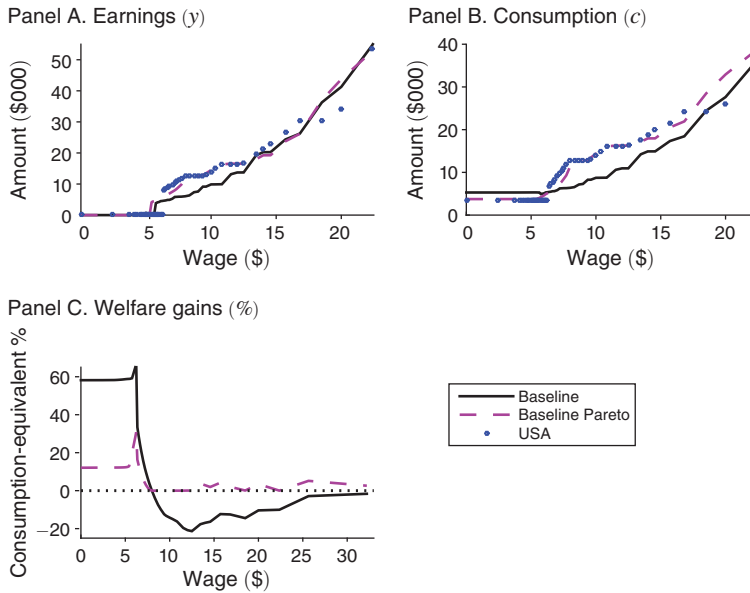 Panel A. Earnings (y)
Amount ($000)
50
40
30
20
10
0
0 5 10 15 20
Wage ($)
Panel B. Consumption (c)
Amount ($000)
40
30
20
10
0
0 5 10 15 20
Wage ($)
Panel C. Welfare gains (%)
Consumption-equivalent %
60
40
20
0
−20
0 5 10 15 20 25 30
Wage ($)
Baseline
Baseline Pareto
USA